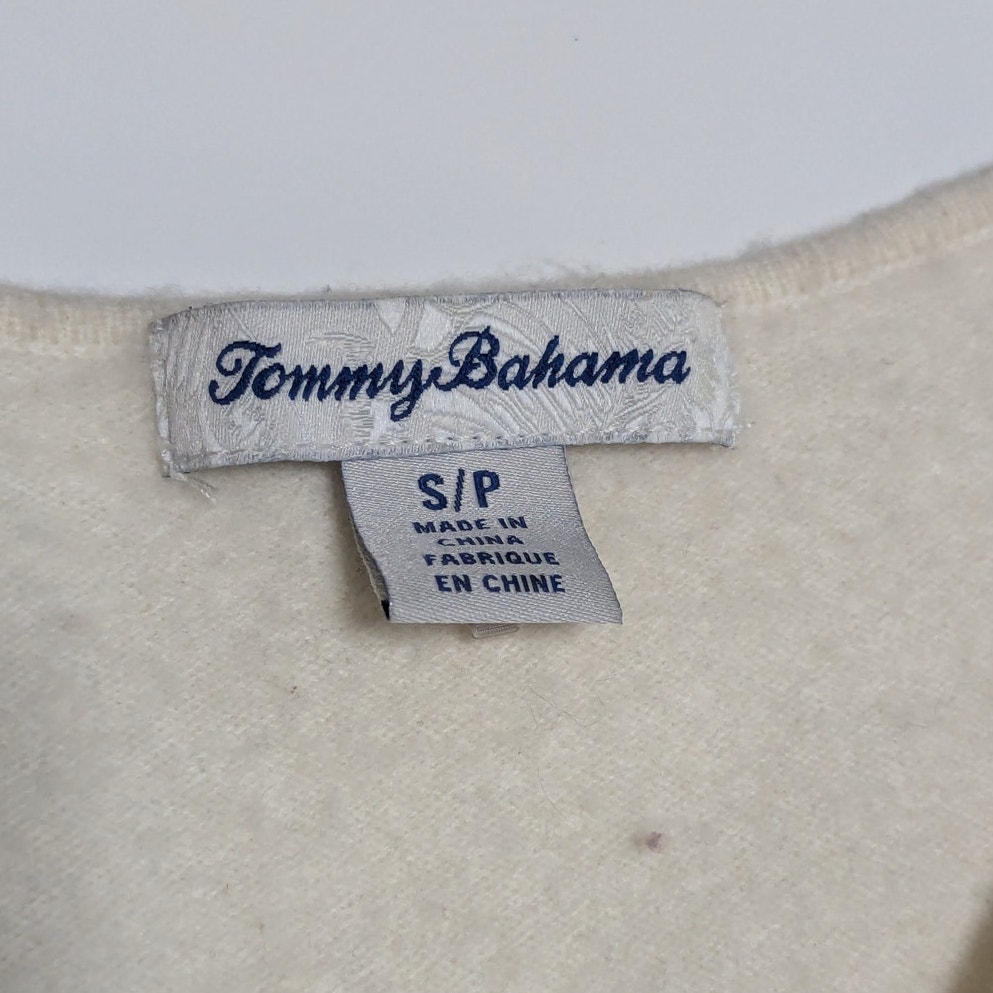 Tommy Bahama
S/P
MADE IN
CHINA
FABRIQUE
EN CHINE